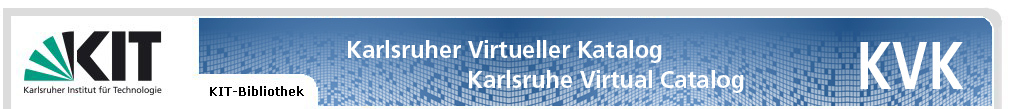 KIT
Karlsruher Institut für Technologie
KIT-Bibliothek
Karlsruher Virtueller Katalog
Karlsruhe Virtual Catalog
KVK